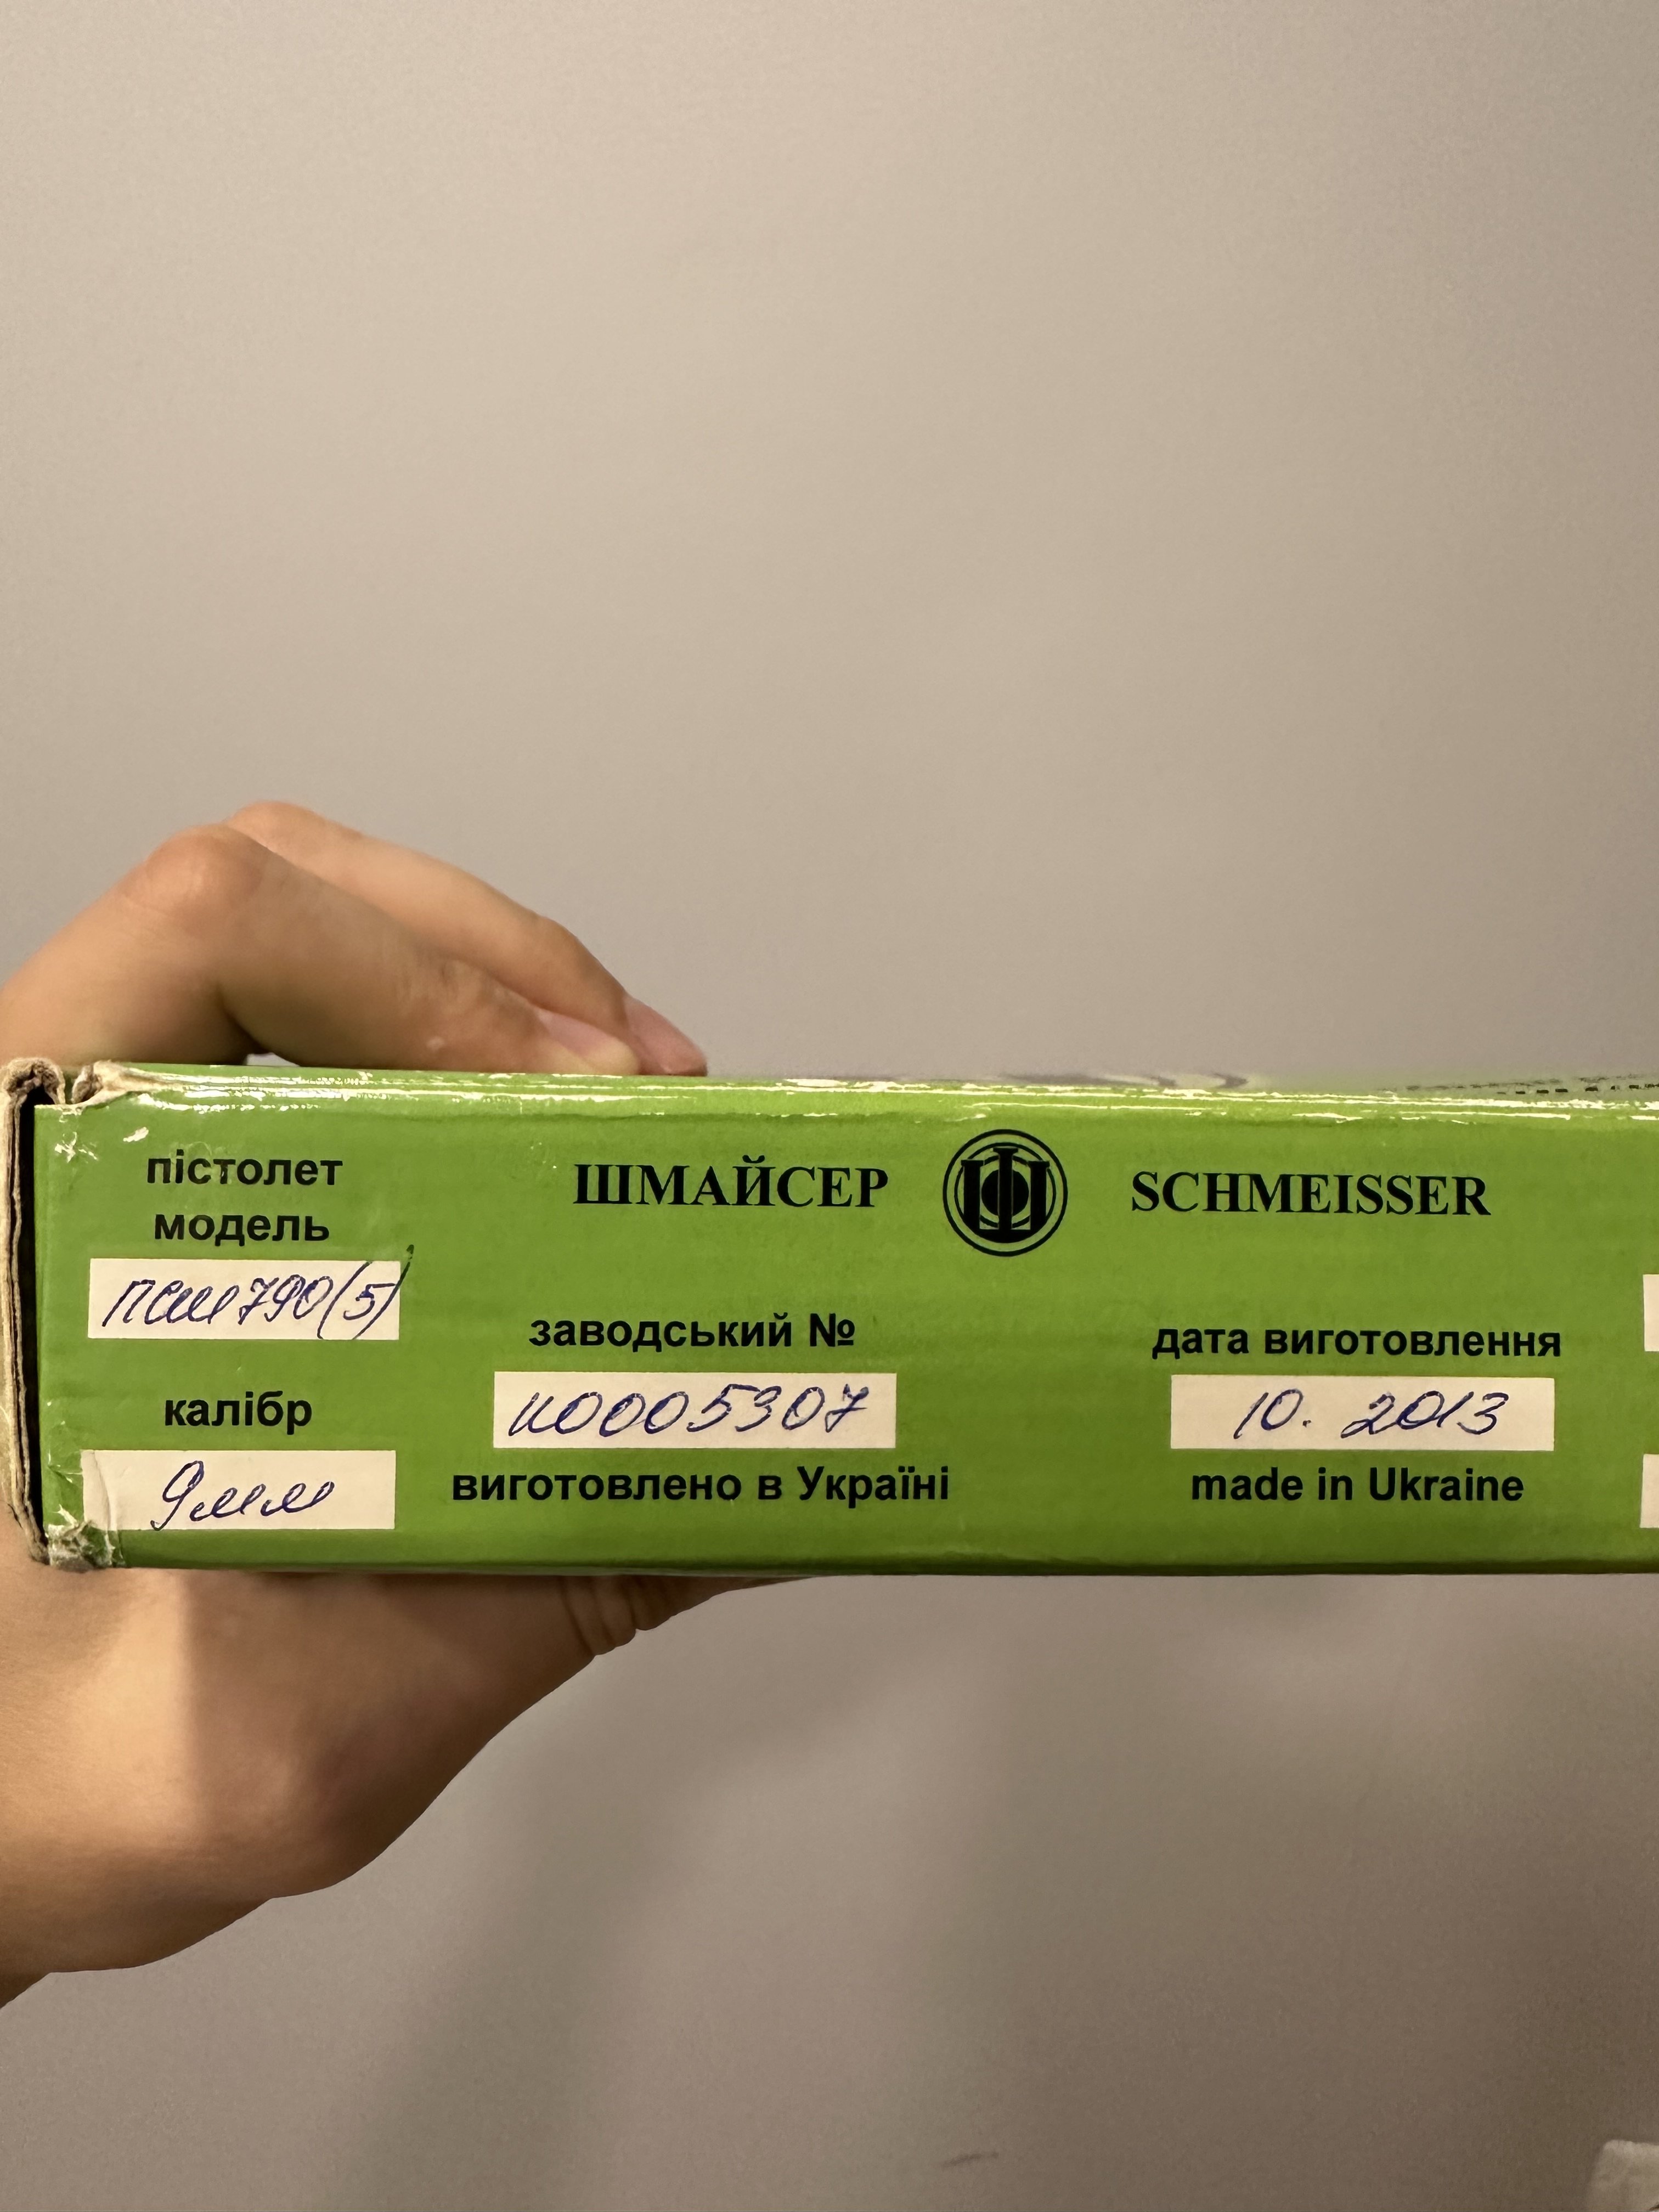 пістолет
модель
ПСШ790(5)
калібр
9мм
ШМАЙСЕР Ш SCHMEISSER
заводський №
К0005307
виготовлено в Україні
дата виготовлення
10. 2013
made in Ukraine